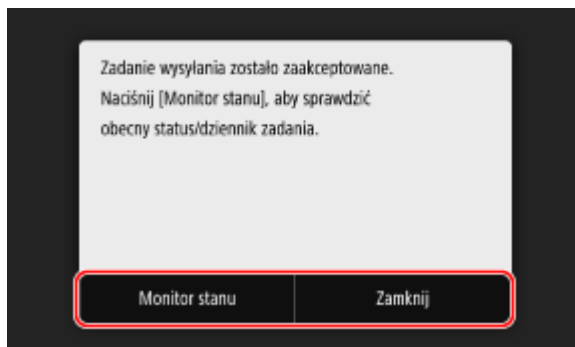 Zadanie wysyłania zostało zaakceptowane.
Naciśnij [Monitor stanu], aby sprawdzić
obecny status/dziennik zadania.
Monitor stanu
Zamknij